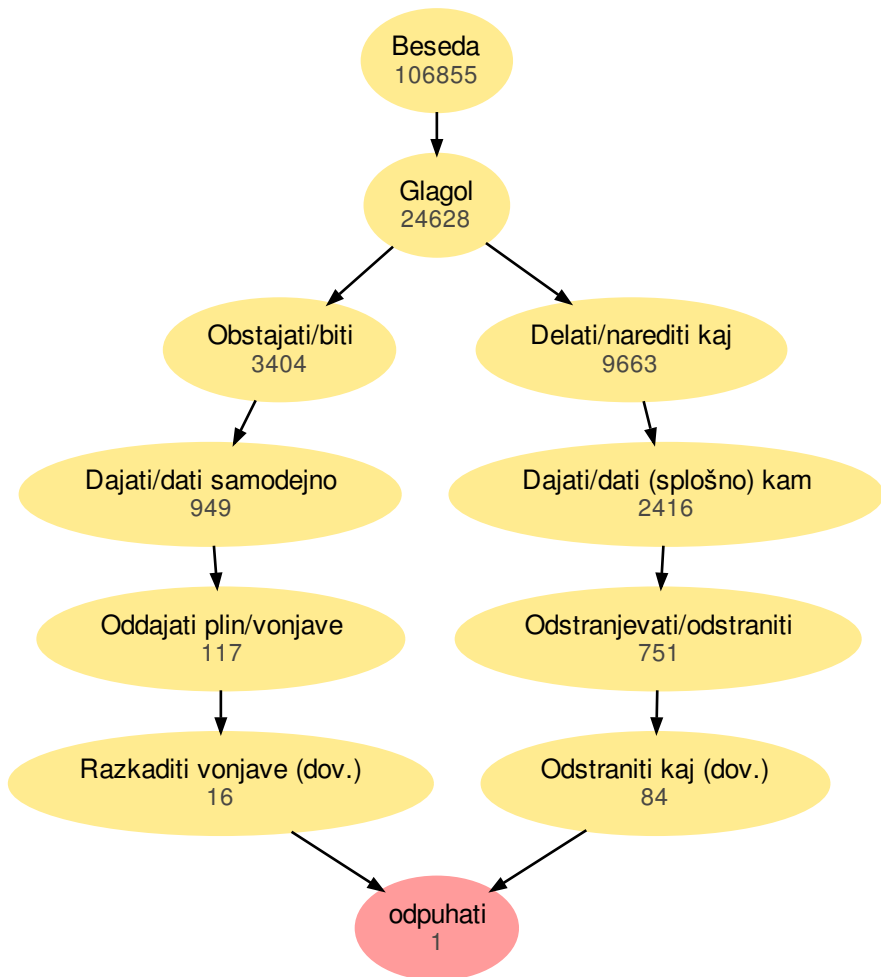 Beseda
106855
Glagol
24628
Obstajati/biti
3404
Delati/narediti kaj
9663
Dajati/dati samodejno
949
Dajati/dati (splošno) kam
2416
Oddajati plin/vonjave
117
Odstranjevati/odstraniti
751
Razkaditi vonjave (dov.)
16
Odstraniti kaj (dov.)
84
odpuhati
1